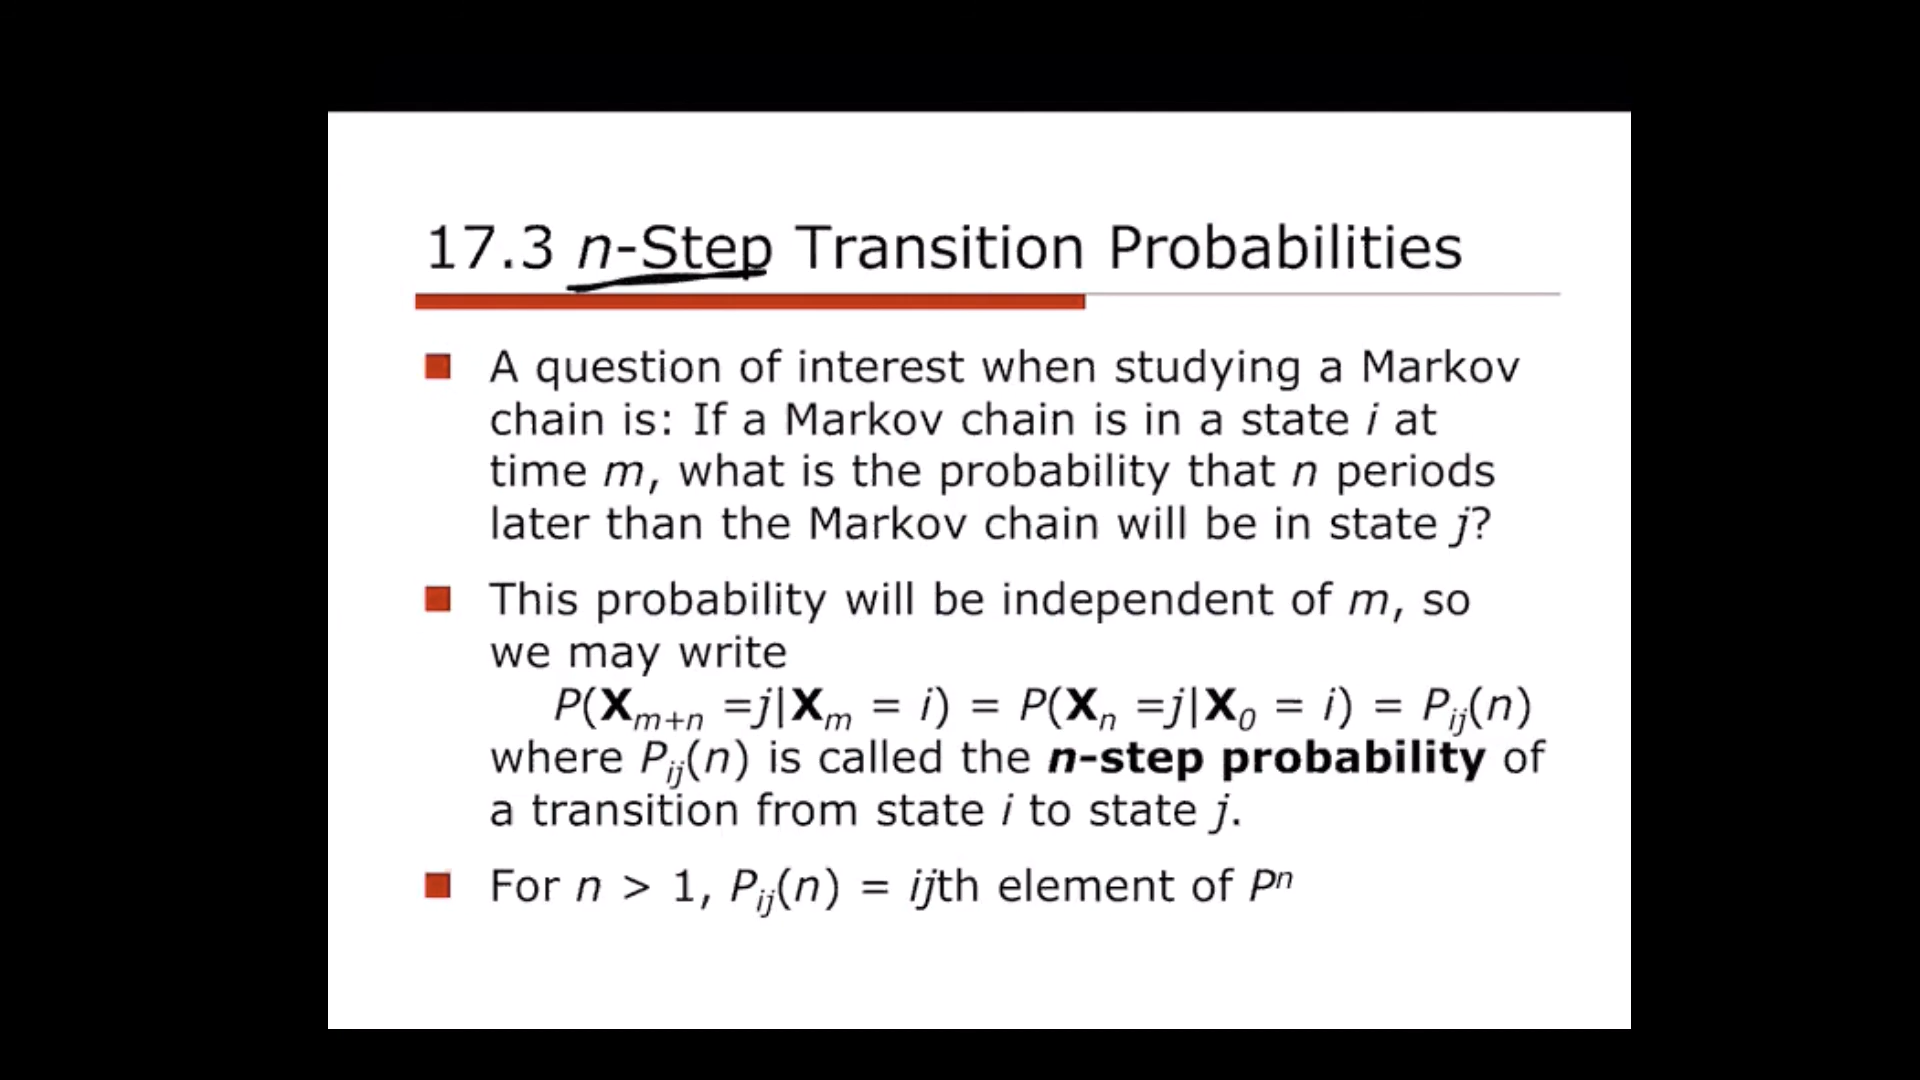 17.3 n-Step Transition Probabilities
A question of interest when studying a Markov
chain is: If a Markov chain is in a state i at
time m, what is the probability that n periods
later than the Markov chain will be in state j?
This probability will be independent of m, so
we may write
P(Xm+n =j|Xm = i) = P(Xn =j|X0 = i) = Pij(n)
where Pij(n) is called the n-step probability of
a transition from state i to state j.
For n > 1, Pij(n) = ijth element of Pⁿ